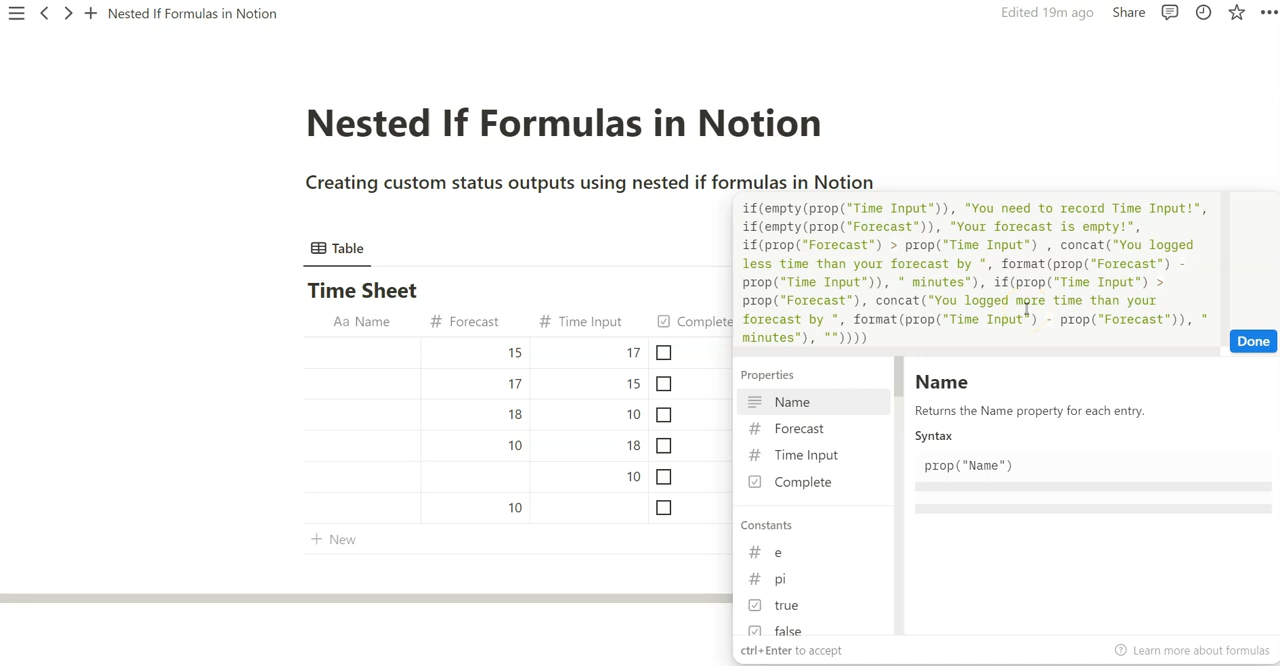 Nested If Formulas in Notion
Edited 19m ago
Share
Nested If Formulas in Notion
Creating custom status outputs using nested if formulas in Notion
Table
Time Sheet
Aa Name # Forecast # Time Input Complete
15 17
17 15
18 10
10 18
10
10
+ New
if(empty(prop("Time Input")), "You need to record Time Input!",
if(empty(prop("Forecast")), "Your forecast is empty!",
if(prop("Forecast") > prop("Time Input") , concat("You logged
less time than your forecast by ", format(prop("Forecast") -
prop("Time Input")), " minutes"), if(prop("Time Input") >
prop("Forecast"), concat("You logged more time than your
forecast by ", format(prop("Time Input") - prop("Forecast")), "
minutes"), ""))))
Done
Properties
Name
# Forecast
# Time Input
Complete
Constants
# e
# pi
true
false
Name
Returns the Name property for each entry.
Syntax
prop("Name")
ctrl+Enter to accept
Learn more about formulas